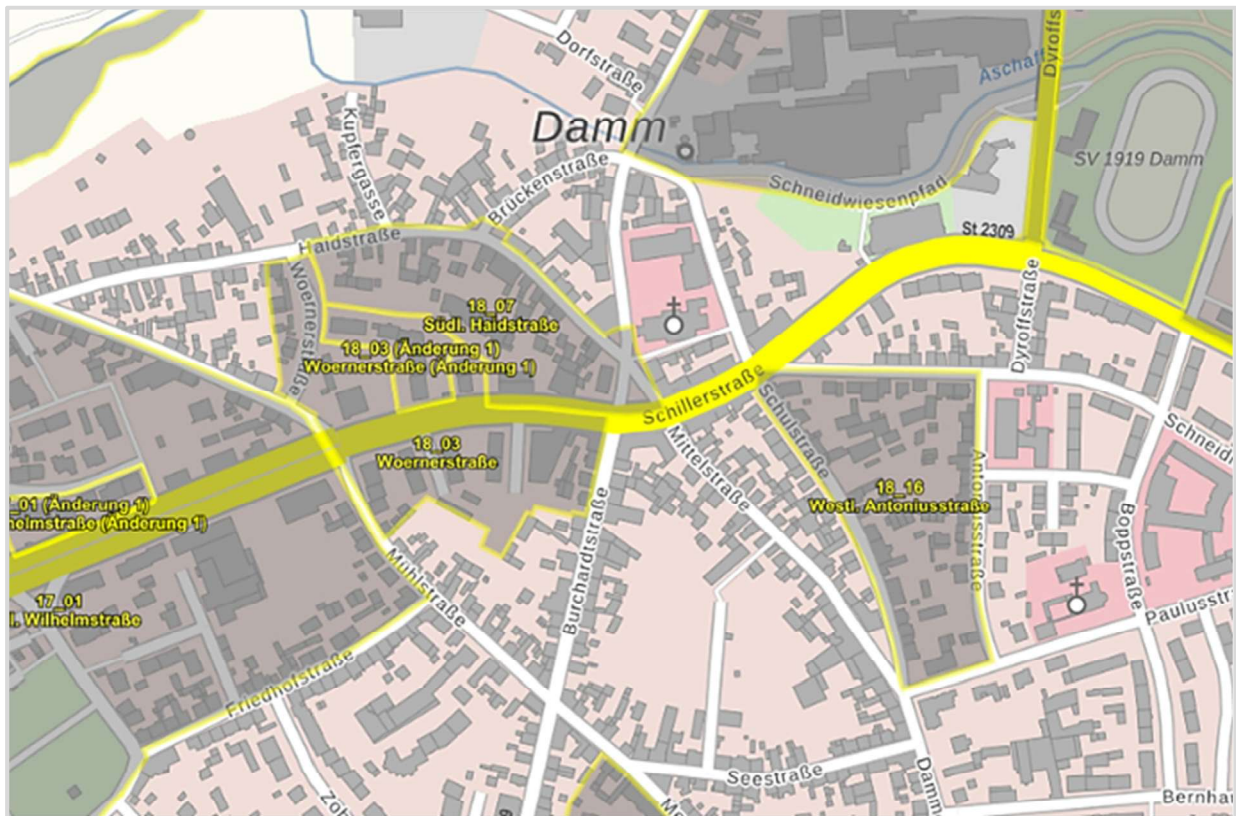 Dorfstraße
Dyroffs
Aschaff
Damm
SV 1919 Damm
Kupfergasse
Brückenstraße
Schneidwiesenpfad
St 2309
Haidstraße
Woernerstraße
18_07
Südl. Haidstraße
18_03 (Änderung 1)
Woernerstraße (Änderung 1)
Dyroffstraße
Schillerstraße
Schulstraße
Mittelstraße
18_03
Woernerstraße
Schneid
18_16
Westl. Antoniusstraße
Antoniusstraße
_01 (Änderung 1)
helmstraße (Änderung 1)
Boppstraße
Mühlstraße
Burchardtstraße
17_01
l. Wilhelmstraße
Paulusstr
Friedhofstraße
Seestraße
Damm
Bernha